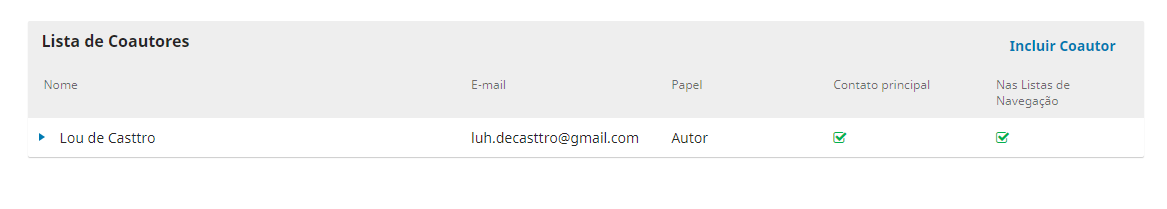 Lista de Coautores
Incluir Coautor
Nome E-mail Papel Contato principal Nas Listas de
Navegação
Lou de Casttro luh.decasttro@gmail.com Autor